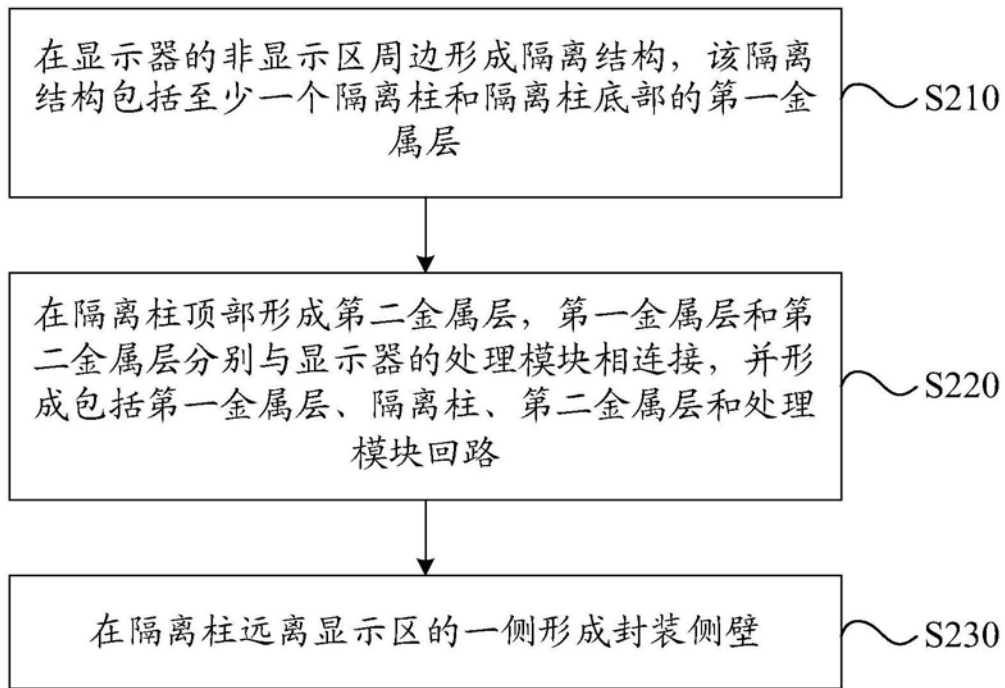 在显示器的非显示区周边形成隔离结构，该隔离
结构包括至少一个隔离柱和隔离柱底部的第一金
属层
S210
在隔离柱顶部形成第二金属层，第一金属层和第
二金属层分别与显示器的处理模块相连接，并形
成包括第一金属层、隔离柱、第二金属层和处理
模块回路
S220
在隔离柱远离显示区的一侧形成封装侧壁
S230